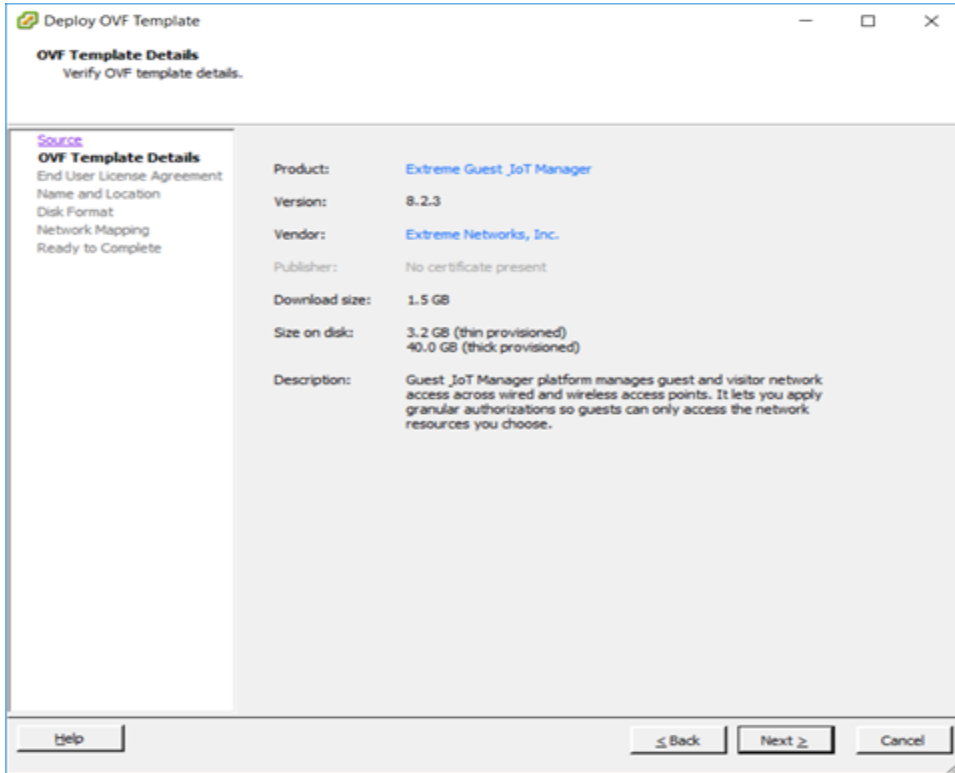 Deploy OVF Template
OVF Template Details
Verify OVF template details.
Source
OVF Template Details
End User License Agreement
Name and Location
Disk Format
Network Mapping
Ready to Complete
Product: Extreme Guest_IoT Manager
Version: 8.2.3
Vendor: Extreme Networks, Inc.
Publisher: No certificate present
Download size: 1.5 GB
Size on disk: 3.2 GB (thin provisioned)
40.0 GB (thick provisioned)
Description: Guest_IoT Manager platform manages guest and visitor network
access across wired and wireless access points. It lets you apply
granular authorizations so guests can only access the network
resources you choose.
Help
≤ Back
Next ≥
Cancel